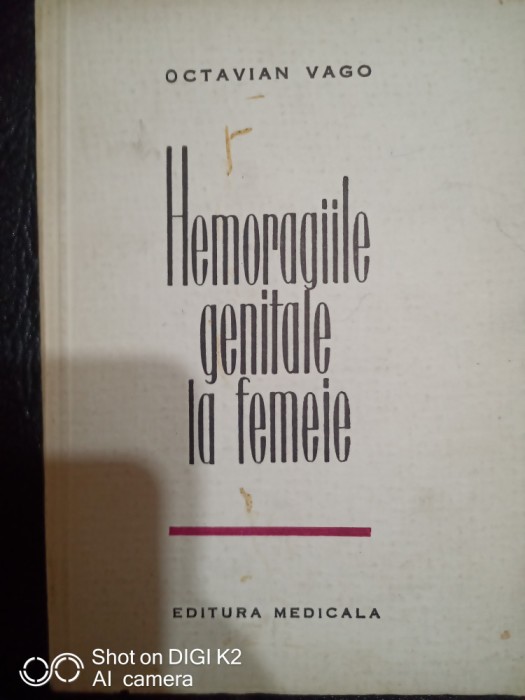 OCTAVIAN VAGO
Hemoragiile
genitale
la femeie
EDITURA MEDICALA
Shot on DIGI K2
AI camera